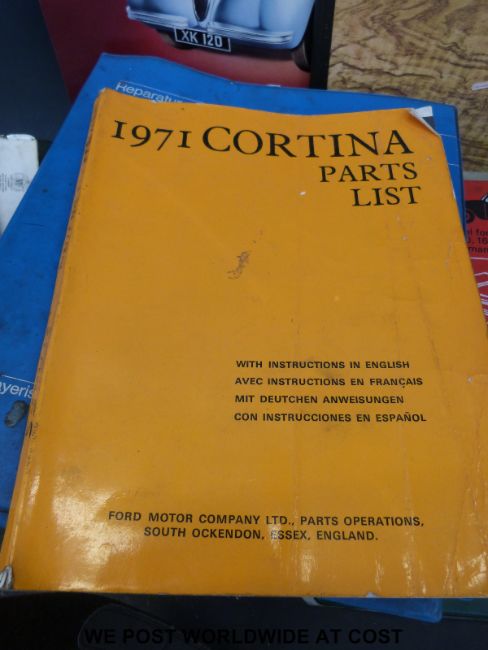 XK 120
Reparatur
1971 CORTINA
PARTS
LIST
WITH INSTRUCTIONS IN ENGLISH
AVEC INSTRUCTIONS EN FRANÇAIS
MIT DEUTCHEN ANWEISUNGEN
CON INSTRUCCIONES EN ESPAÑOL
FORD MOTOR COMPANY LTD., PARTS OPERATIONS,
SOUTH OCKENDON, ESSEX, ENGLAND.
WE POST WORLDWIDE AT COST